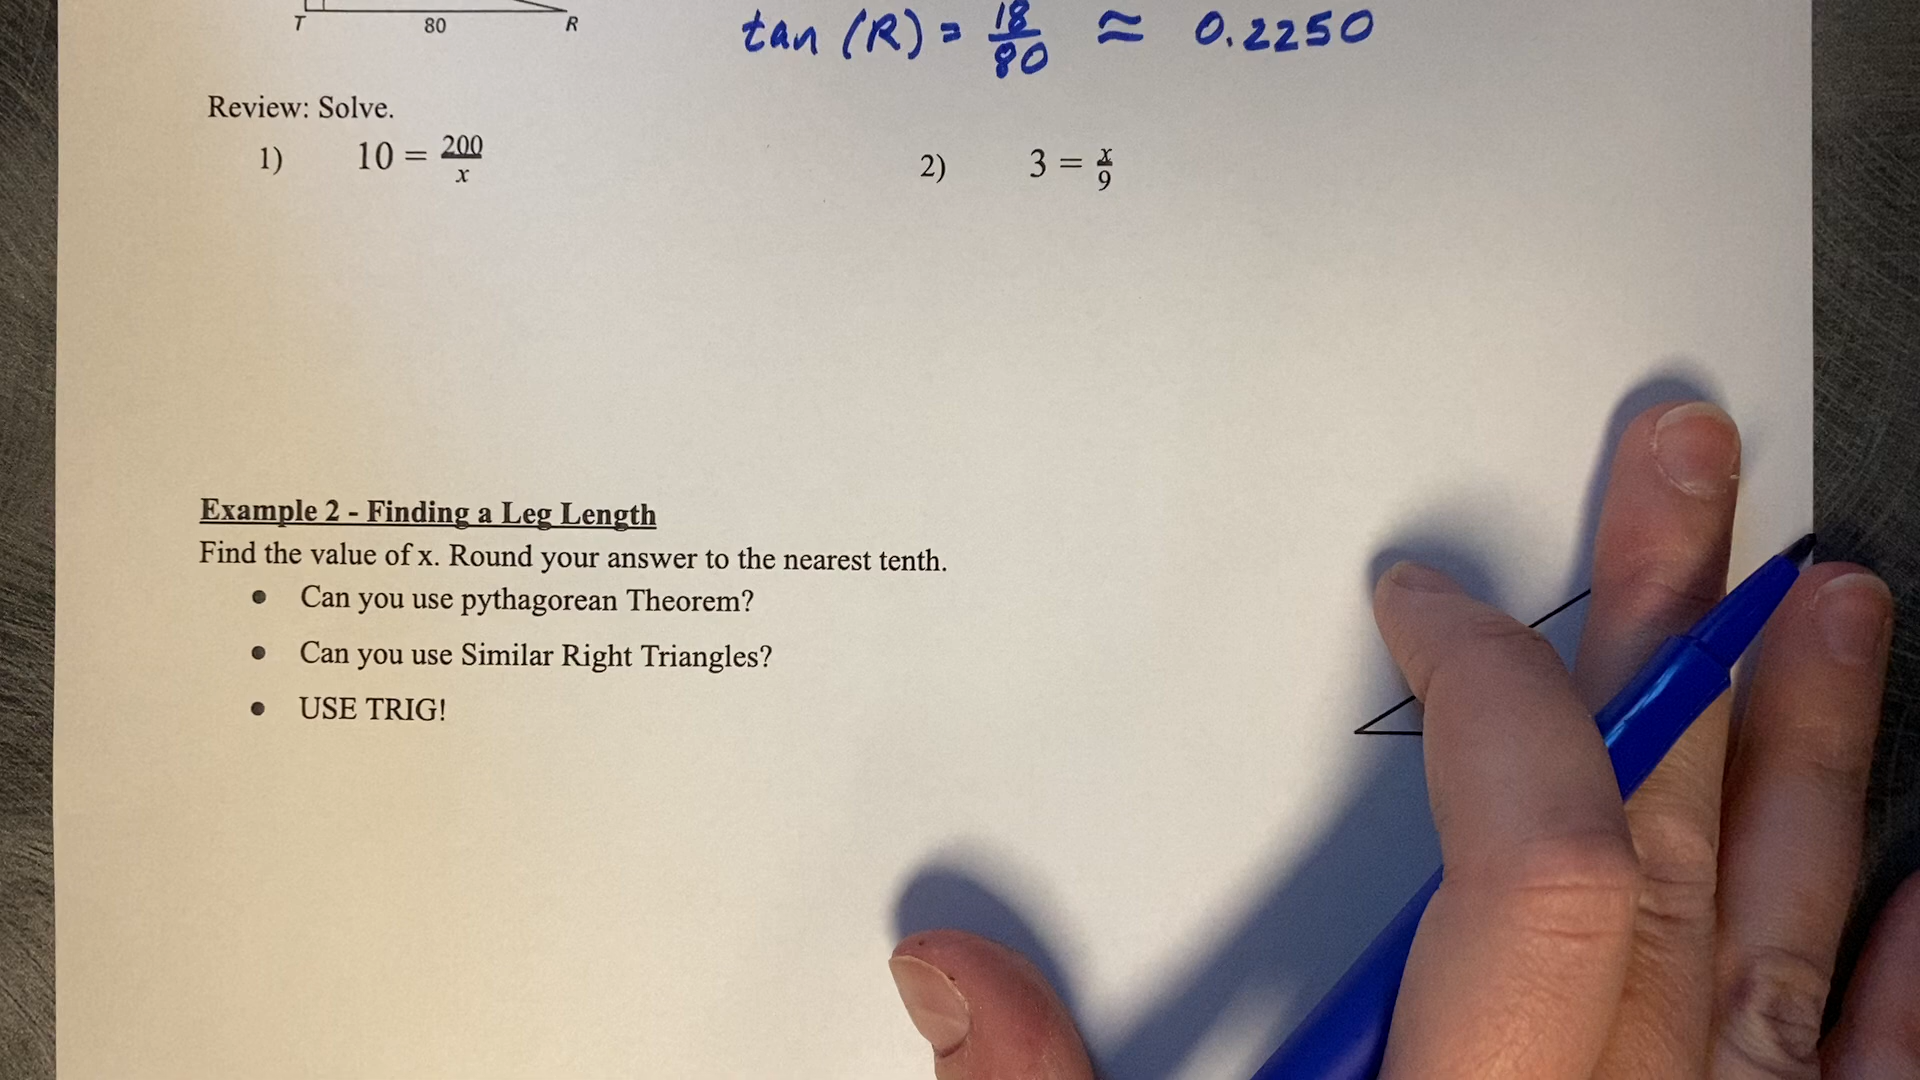 T 80 R
tan (R) = 18/80 ≈ 0.2250
Review: Solve.
1) 10 = 200/x
2) 3 = x/9
Example 2 - Finding a Leg Length
Find the value of x. Round your answer to the nearest tenth.
● Can you use pythagorean Theorem?
● Can you use Similar Right Triangles?
● USE TRIG!